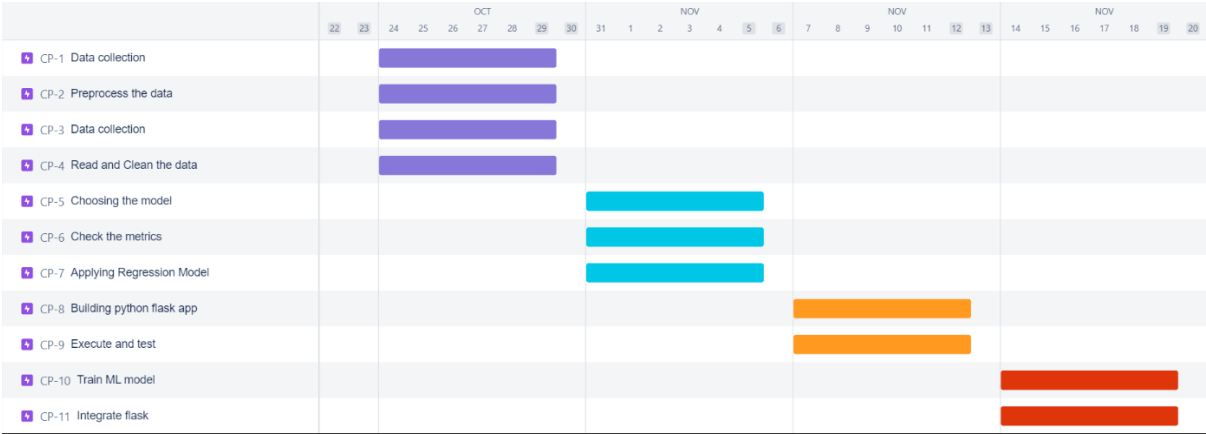 OCT NOV NOV NOV
22 23 24 25 26 27 28 29 30 31 1 2 3 4 5 6 7 8 9 10 11 12 13 14 15 16 17 18 19 20
CP-1 Data collection
CP-2 Preprocess the data
CP-3 Data collection
CP-4 Read and Clean the data
CP-5 Choosing the model
CP-6 Check the metrics
CP-7 Applying Regression Model
CP-8 Building python flask app
CP-9 Execute and test
CP-10 Train ML model
CP-11 Integrate flask